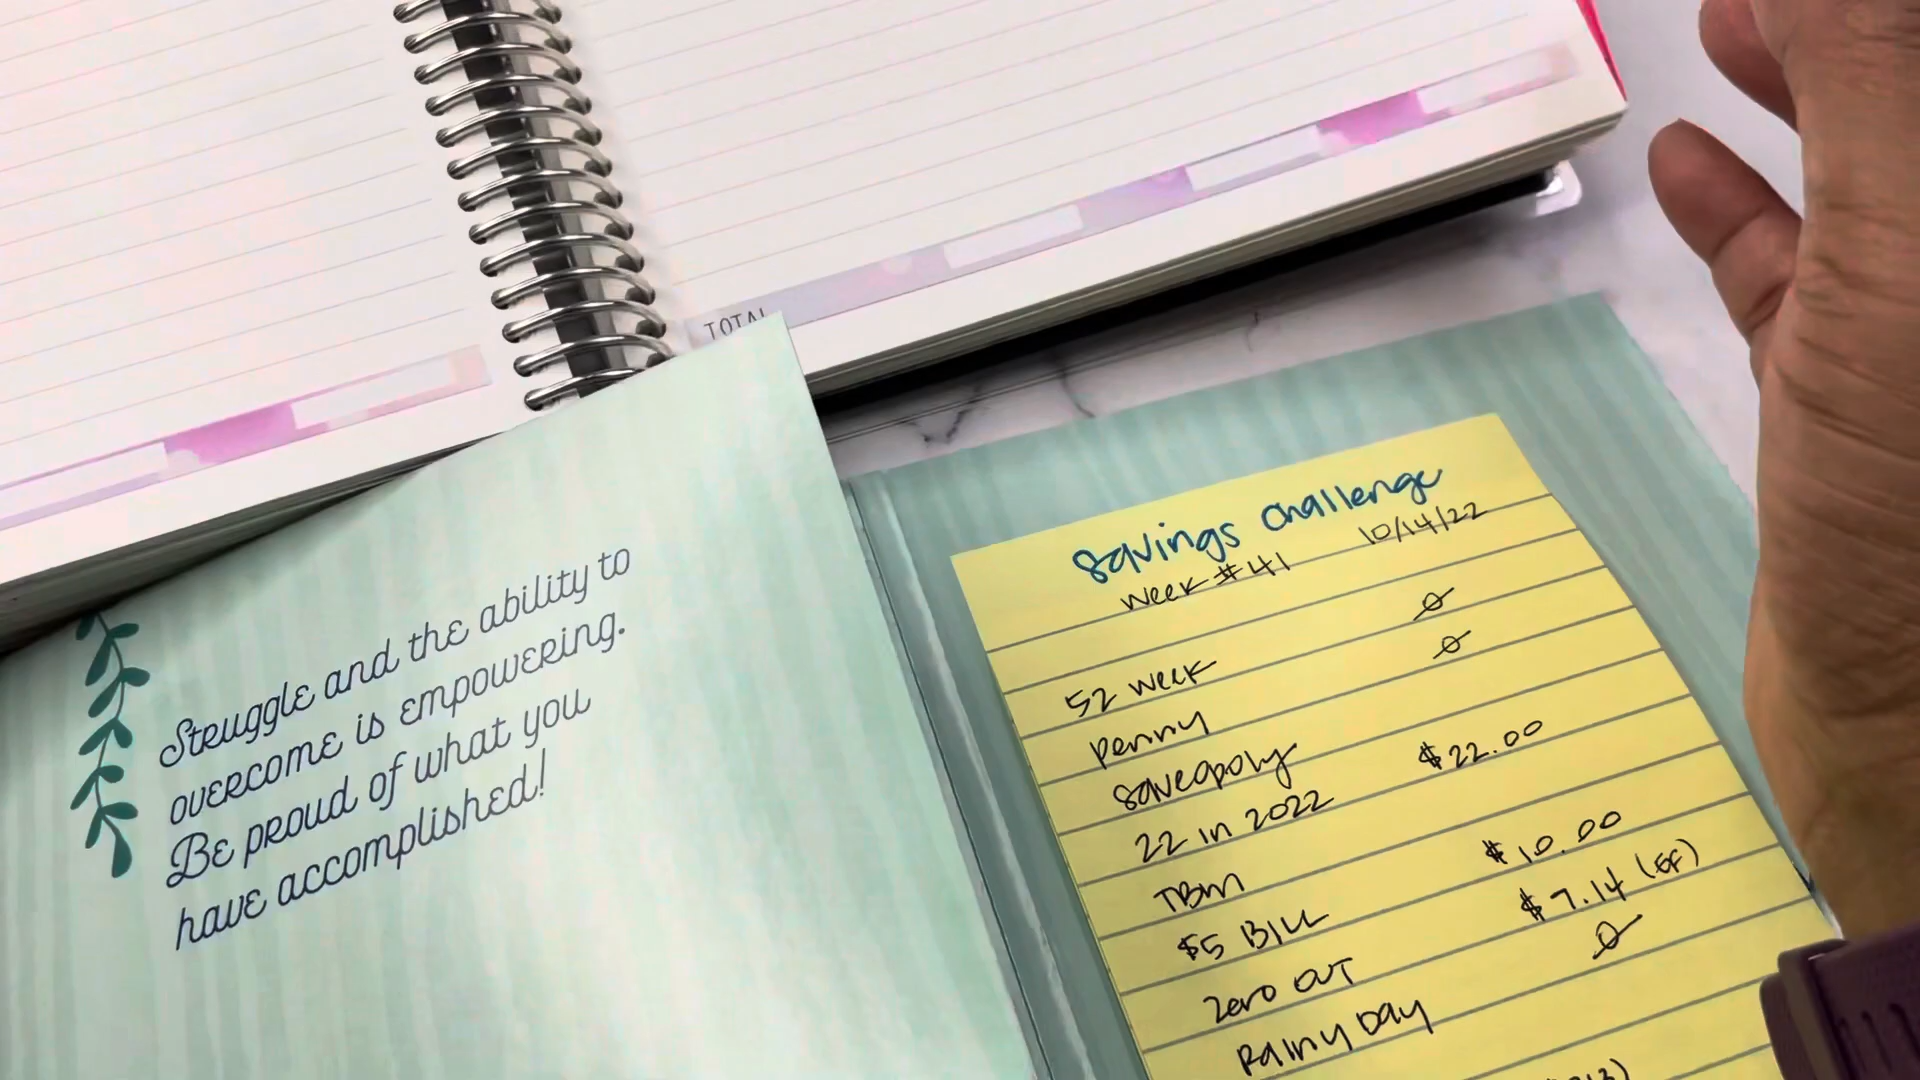 TOTAL
Struggle and the ability to
overcome is empowering.
Be proud of what you
have accomplished!
Savings Challenge
Week #41 10/14/22
52 Week Ø
Penny Ø
Saveopoly
22 in 2022 $22.00
TBM
$5 BILL $10.00
Zero OUT $7.14 (EF)
Rainy Day Ø